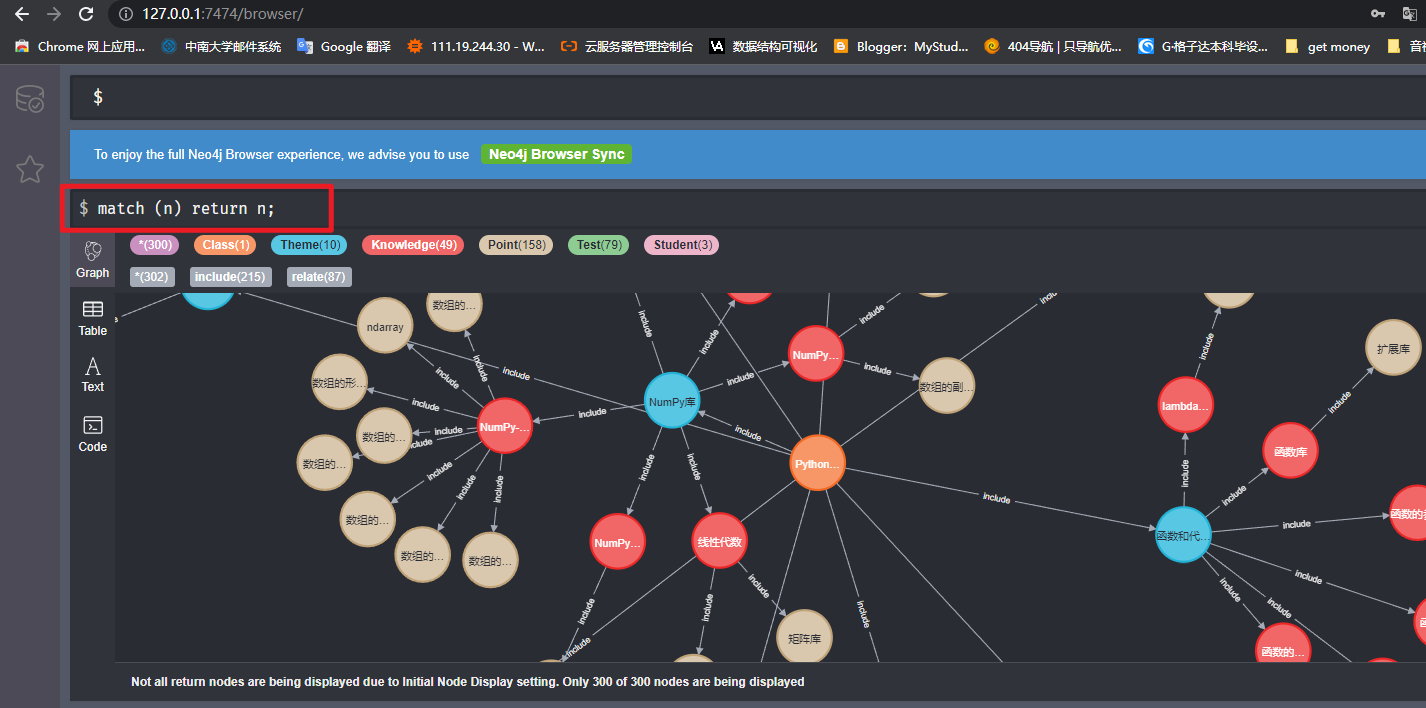 127.0.0.1:7474/browser/
Chrome 网上应用... 中南大学邮件系统 Google 翻译 111.19.244.30 - W... 云服务器管理控制台 数据结构可视化 Blogger：MyStud... 404导航 | 只导航优... G·格子达本科毕设... get money
$
To enjoy the full Neo4j Browser experience, we advise you to use Neo4j Browser Sync
$ match (n) return n;
*(300) Class(1) Theme(10) Knowledge(49) Point(158) Test(79) Student(3)
*(302) include(215) relate(87)
Graph
Table
Text
Code
数组的...
ndarray
include
include
include
include
NumPy...
include
扩展库
include
include
include
include
include
数组的形...
include
include
数组的副...
include
NumPy库
lambda...
include
include
NumPy-...
数组的...
include
include
include
函数库
Python...
数组的...
include
include
include
include
include
include
include
include
数组的...
函数和代...
include
NumPy...
线性代数
数组的...
数组的...
include
include
include
include
include
include
include
include
矩阵库
include
函数的...
Not all return nodes are being displayed due to Initial Node Display setting. Only 300 of 300 nodes are being displayed